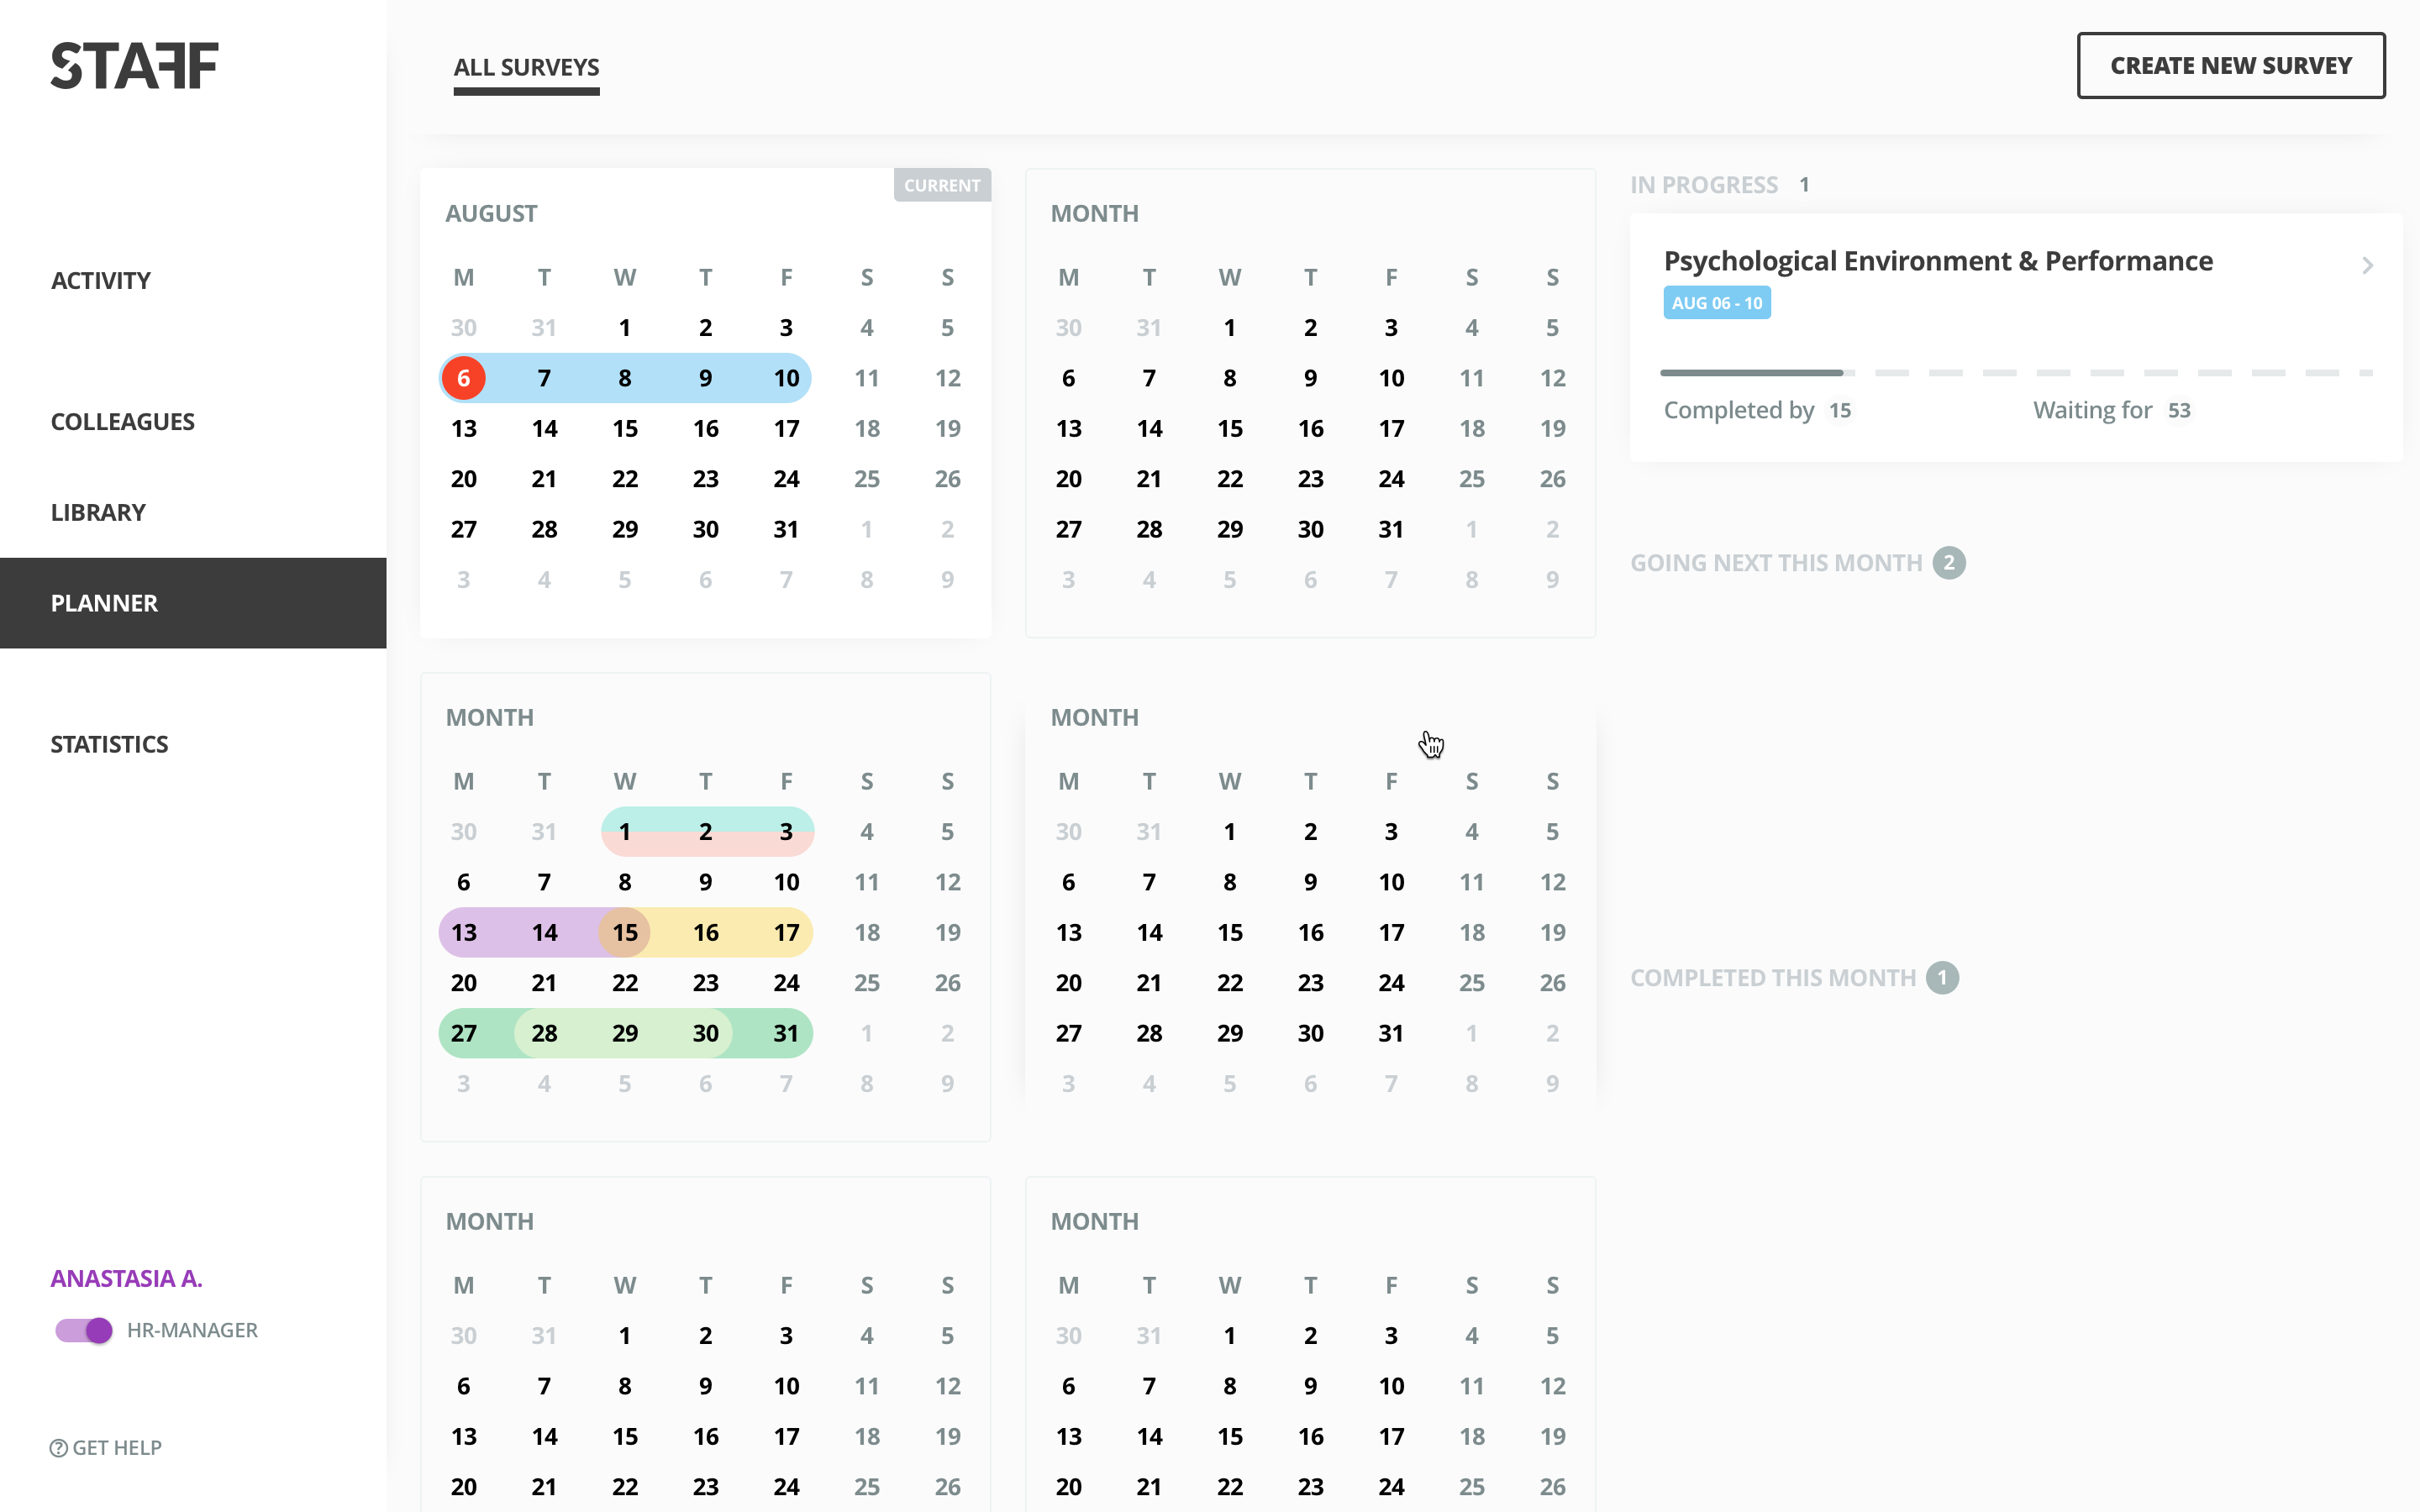 STAFF
ACTIVITY
COLLEAGUES
LIBRARY
PLANNER
STATISTICS
ANASTASIA A.
HR-MANAGER
? GET HELP
ALL SURVEYS
CREATE NEW SURVEY
CURRENT
AUGUST
M T W T F S S
30 31 1 2 3 4 5
6 7 8 9 10 11 12
13 14 15 16 17 18 19
20 21 22 23 24 25 26
27 28 29 30 31 1 2
3 4 5 6 7 8 9
MONTH
M T W T F S S
30 31 1 2 3 4 5
6 7 8 9 10 11 12
13 14 15 16 17 18 19
20 21 22 23 24 25 26
27 28 29 30 31 1 2
3 4 5 6 7 8 9
MONTH
M T W T F S S
30 31 1 2 3 4 5
6 7 8 9 10 11 12
13 14 15 16 17 18 19
20 21 22 23 24 25 26
27 28 29 30 31 1 2
3 4 5 6 7 8 9
MONTH
M T W T F S S
30 31 1 2 3 4 5
6 7 8 9 10 11 12
13 14 15 16 17 18 19
20 21 22 23 24 25 26
27 28 29 30 31 1 2
3 4 5 6 7 8 9
MONTH
M T W T F S S
30 31 1 2 3 4 5
6 7 8 9 10 11 12
13 14 15 16 17 18 19
20 21 22 23 24 25 26
MONTH
M T W T F S S
30 31 1 2 3 4 5
6 7 8 9 10 11 12
13 14 15 16 17 18 19
20 21 22 23 24 25 26
IN PROGRESS 1
Psychological Environment & Performance
AUG 06 - 10
Completed by 15 Waiting for 53
GOING NEXT THIS MONTH 2
COMPLETED THIS MONTH 1